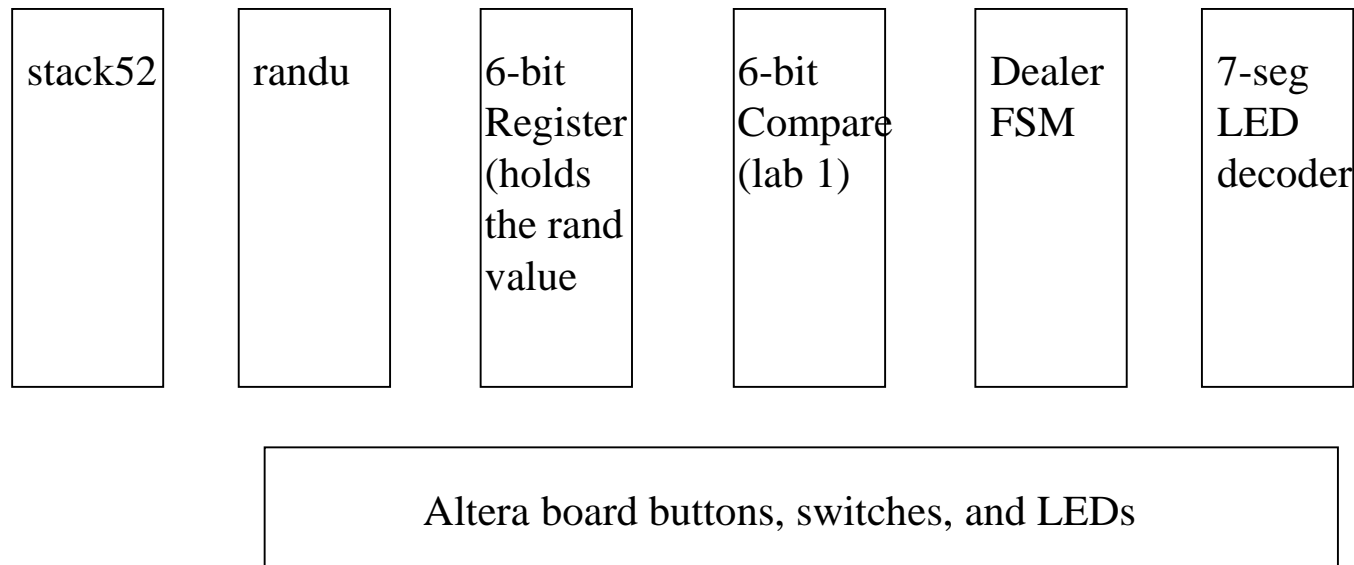 stack52
randu
6-bit
Register
(holds
the rand
value
6-bit
Compare
(lab 1)
Dealer
FSM
7-seg
LED
decoder
Altera board buttons, switches, and LEDs